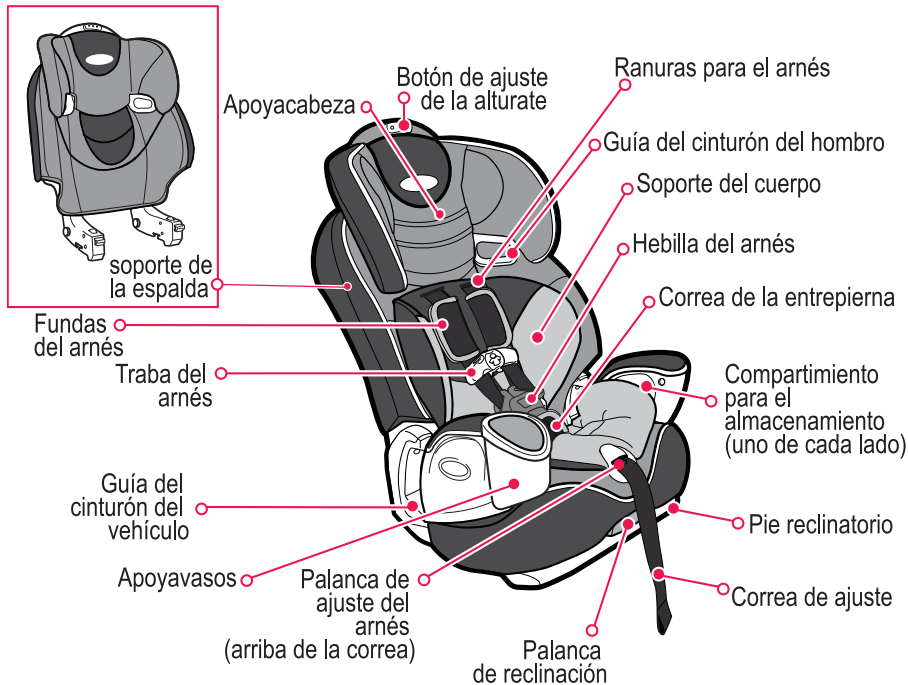 Botón de ajuste
de la alturate
Ranuras para el arnés
Apoyacabeza
Guía del cinturón del hombro
Soporte del cuerpo
Hebilla del arnés
soporte de
la espalda
Correa de la entrepierna
Fundas
del arnés
Traba del
arnés
Compartimiento
para el
almacenamiento
(uno de cada lado)
Guía del
cinturón del
vehículo
Pie reclinatorio
Apoyavasos
Palanca de
ajuste del
arnés
(arriba de la correa)
Correa de ajuste
Palanca
de reclinación